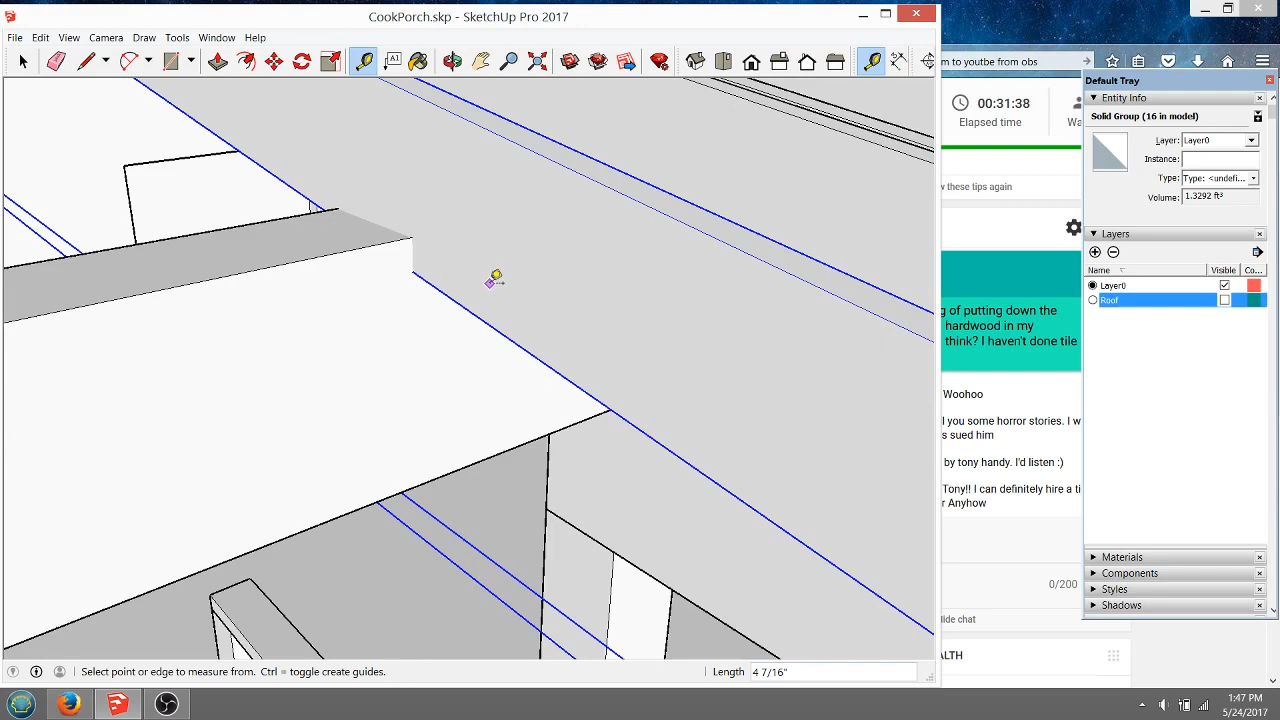 CookPorch.skp - SketchUp Pro 2017
File Edit View Camera Draw Tools Window Help
A1
m to youtbe from obs
00:31:38
Elapsed time
Wa
w these tips again
g of putting down the
hardwood in my
think? I haven't done tile
Woohoo
l you some horror stories. I w
s sued him
by tony handy. I'd listen :)
Tony!! I can definitely hire a ti
r Anyhow
0/200
lide chat
ALTH
Default Tray
Entity Info
Solid Group (16 in model)
Layer: Layer0
Instance:
Type: Type: <undefi...
Volume: 1.3292 ft³
Layers
Name Visible Co...
Layer0
Roof
Materials
Components
Styles
Shadows
Select point or edge to measure from. Ctrl = toggle create guides.
Length 4 7/16"
1:47 PM
5/24/2017